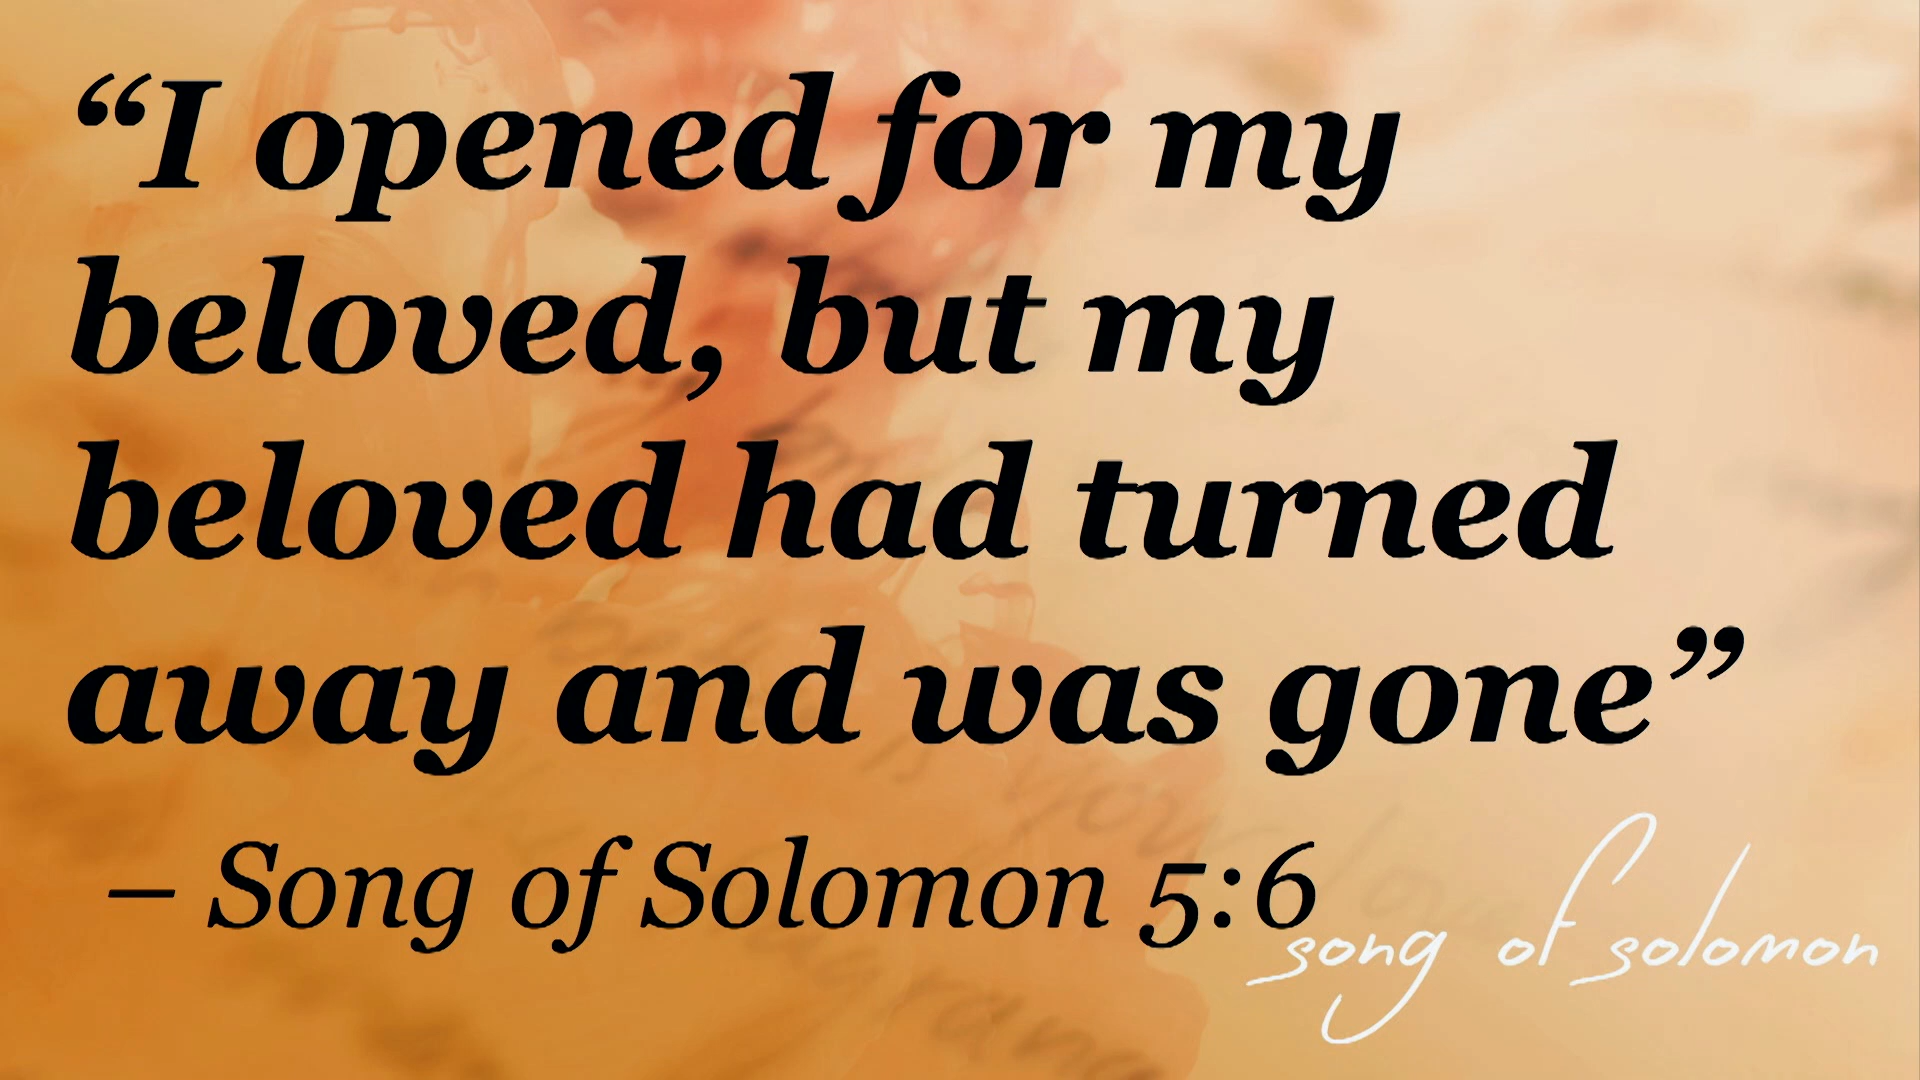 “I opened for my
beloved, but my
beloved had turned
away and was gone”
– Song of Solomon 5:6
song of solomon